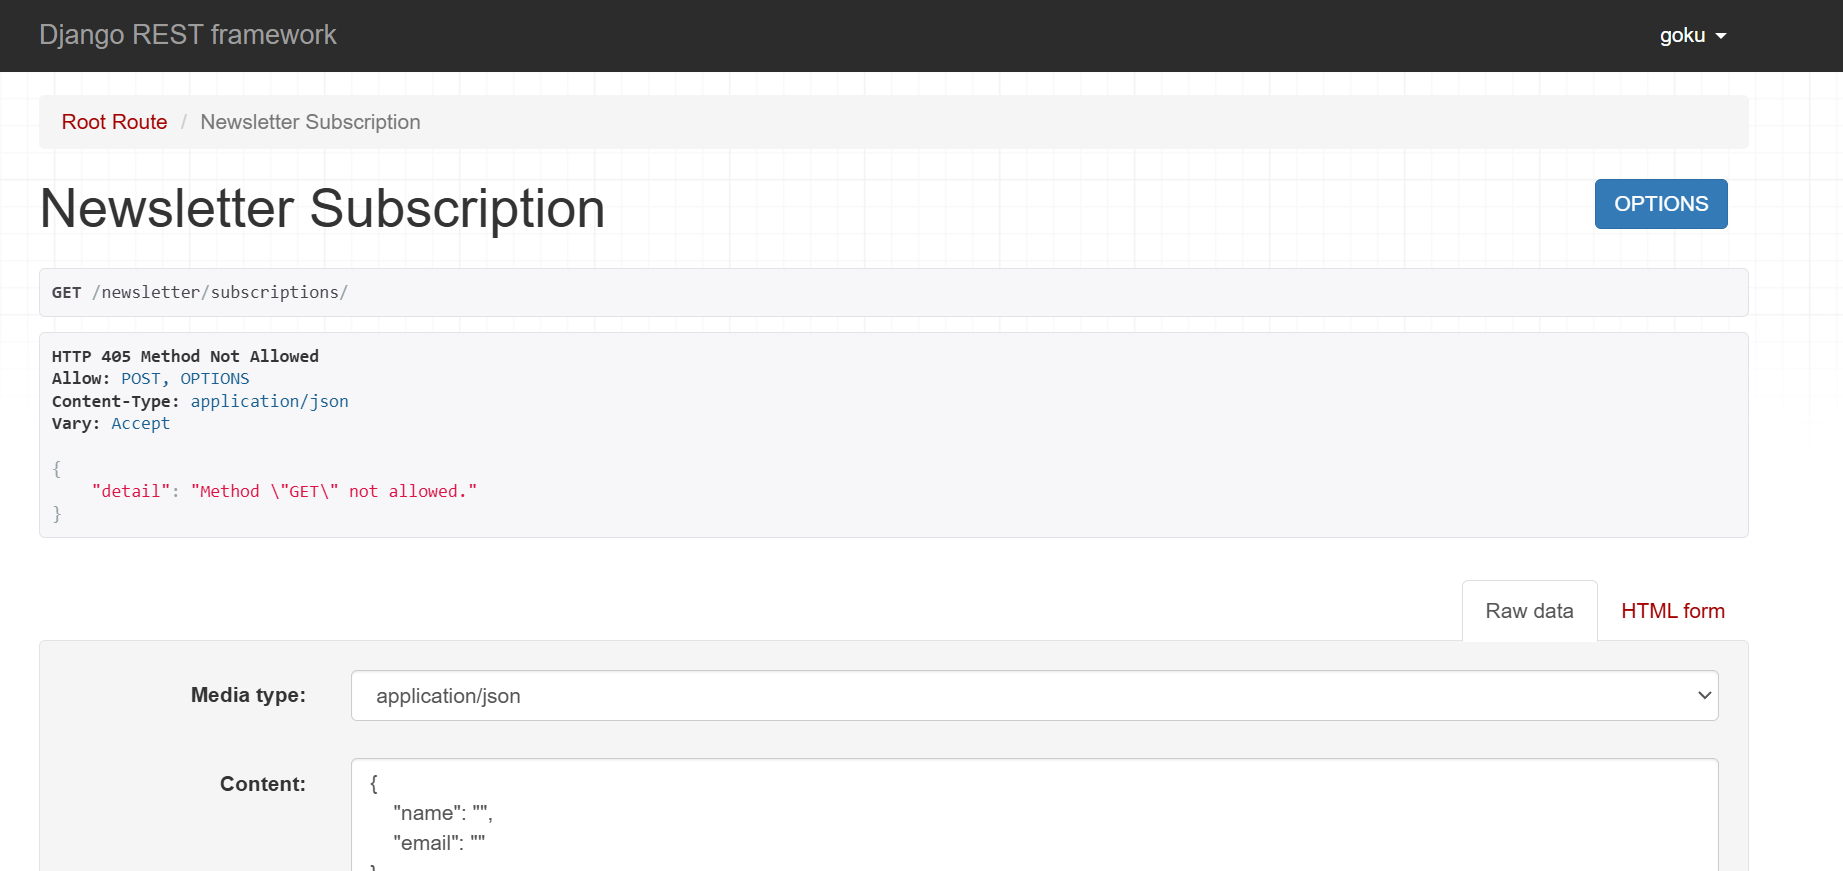 Django REST framework
goku
Root Route / Newsletter Subscription
Newsletter Subscription
OPTIONS
GET /newsletter/subscriptions/
HTTP 405 Method Not Allowed
Allow: POST, OPTIONS
Content-Type: application/json
Vary: Accept
{
    "detail": "Method \"GET\" not allowed."
}
Raw data
HTML form
Media type:
application/json
Content:
{
    "name": "",
    "email": ""
}